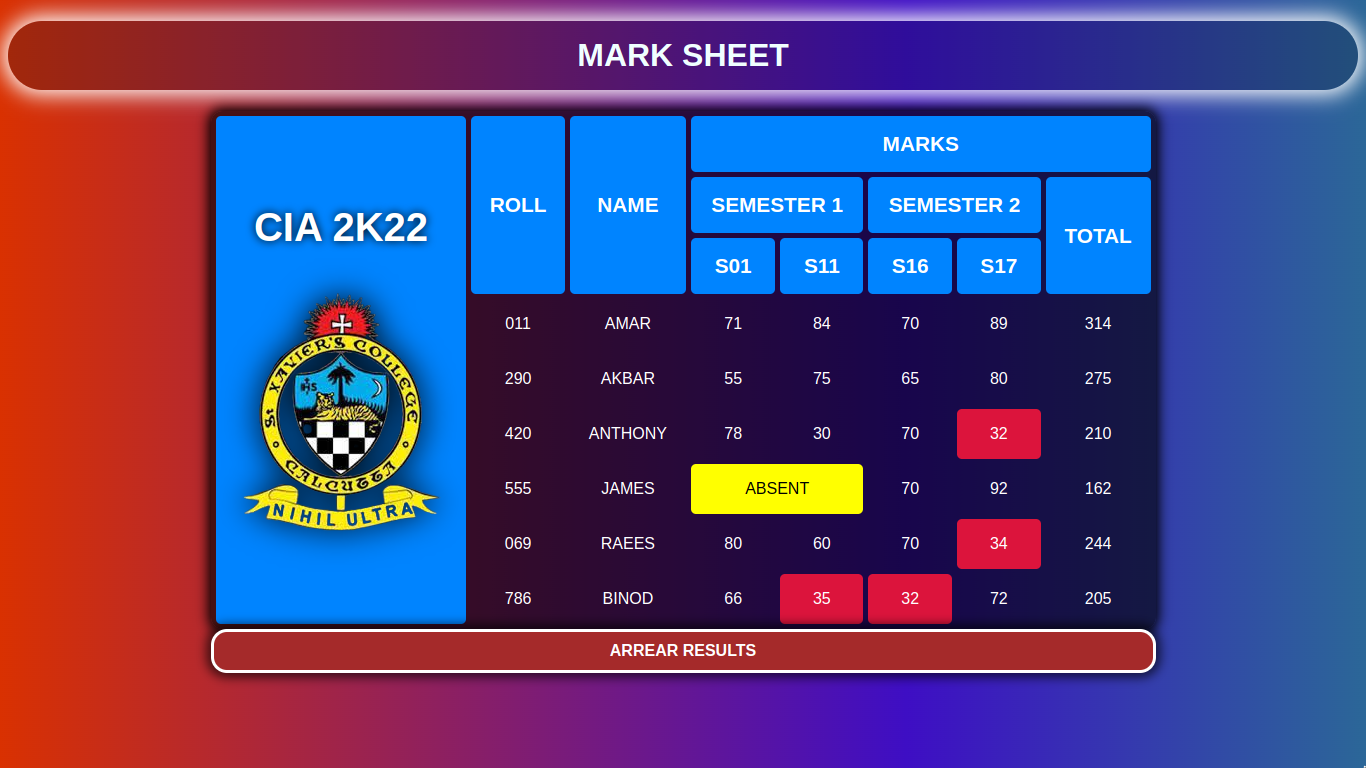 MARK SHEET
CIA 2K22
St XAVIER'S COLLEGE
CALCUTTA
IHS
NIHIL ULTRA
ROLL NAME MARKS
SEMESTER 1 SEMESTER 2 TOTAL
S01 S11 S16 S17
011 AMAR 71 84 70 89 314
290 AKBAR 55 75 65 80 275
420 ANTHONY 78 30 70 32 210
555 JAMES ABSENT 70 92 162
069 RAEES 80 60 70 34 244
786 BINOD 66 35 32 72 205
ARREAR RESULTS